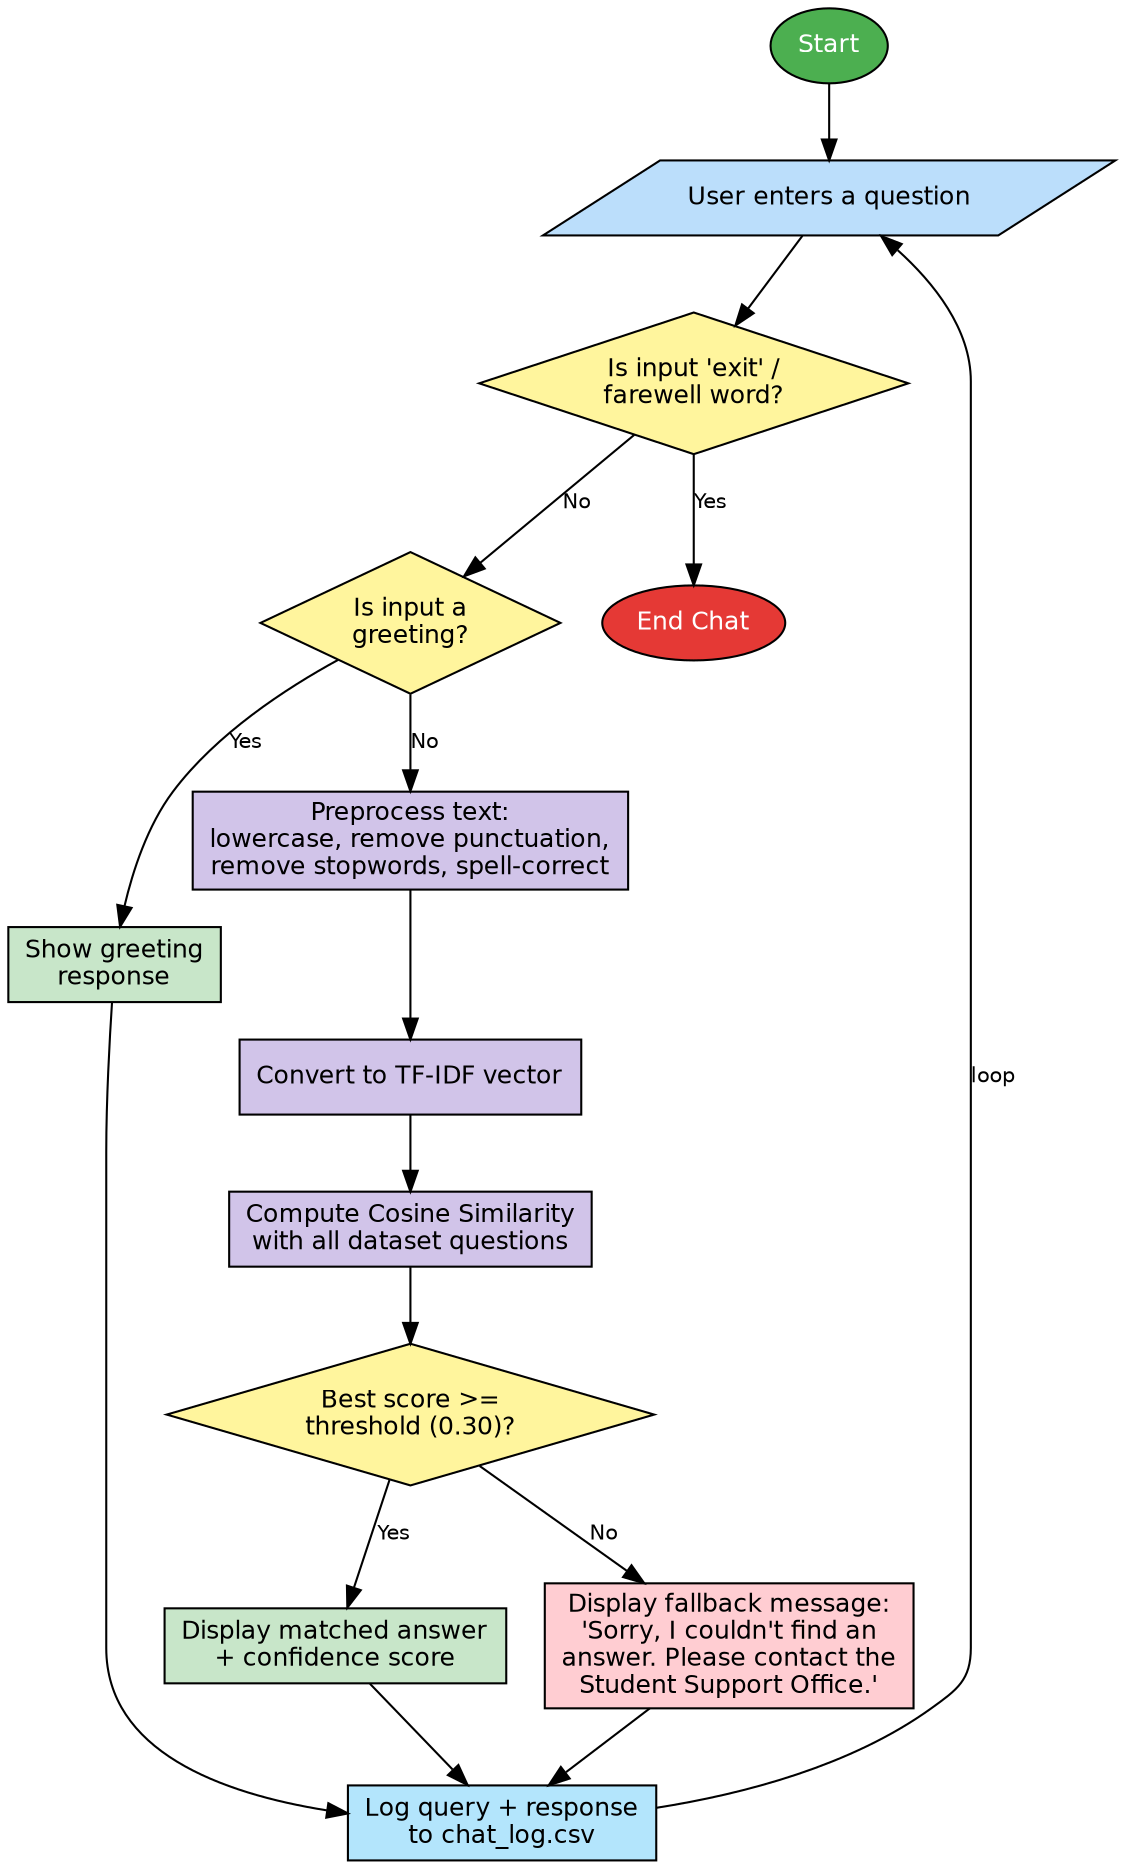 Start
User enters a question
Is input 'exit' /
farewell word?
No
Yes
Is input a
greeting?
End Chat
Yes
No
Preprocess text:
lowercase, remove punctuation,
remove stopwords, spell-correct
Show greeting
response
Convert to TF-IDF vector
loop
Compute Cosine Similarity
with all dataset questions
Best score >=
threshold (0.30)?
Yes
No
Display matched answer
+ confidence score
Display fallback message:
'Sorry, I couldn't find an
answer. Please contact the
Student Support Office.'
Log query + response
to chat_log.csv